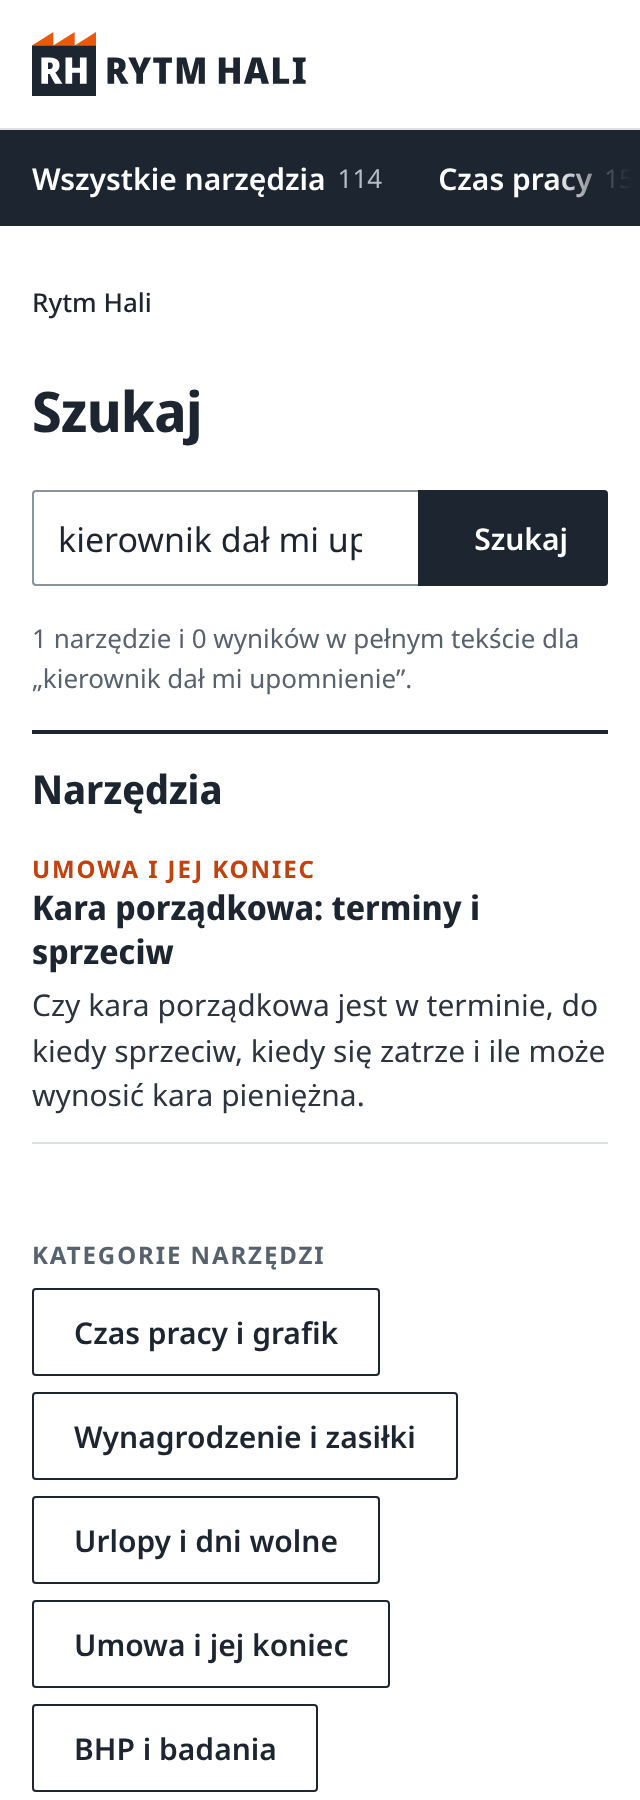 RH RYTM HALI
Wszystkie narzędzia 114 Czas pracy 15
Rytm Hali
Szukaj
kierownik dał mi up Szukaj
1 narzędzie i 0 wyników w pełnym tekście dla
„kierownik dał mi upomnienie”.
Narzędzia
UMOWA I JEJ KONIEC
Kara porządkowa: terminy i
sprzeciw
Czy kara porządkowa jest w terminie, do
kiedy sprzeciw, kiedy się zatrze i ile może
wynosić kara pieniężna.
KATEGORIE NARZĘDZI
Czas pracy i grafik
Wynagrodzenie i zasiłki
Urlopy i dni wolne
Umowa i jej koniec
BHP i badania